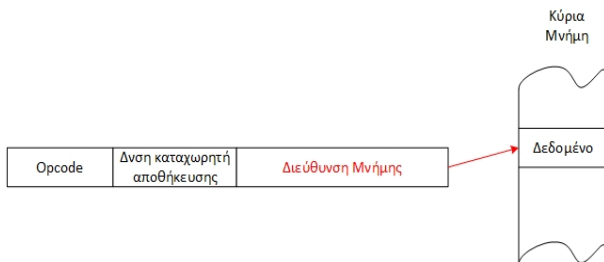 Κύρια
Μνήμη
Opcode
Δνση καταχωρητή
αποθήκευσης
Διεύθυνση Μνήμης
Δεδομένο